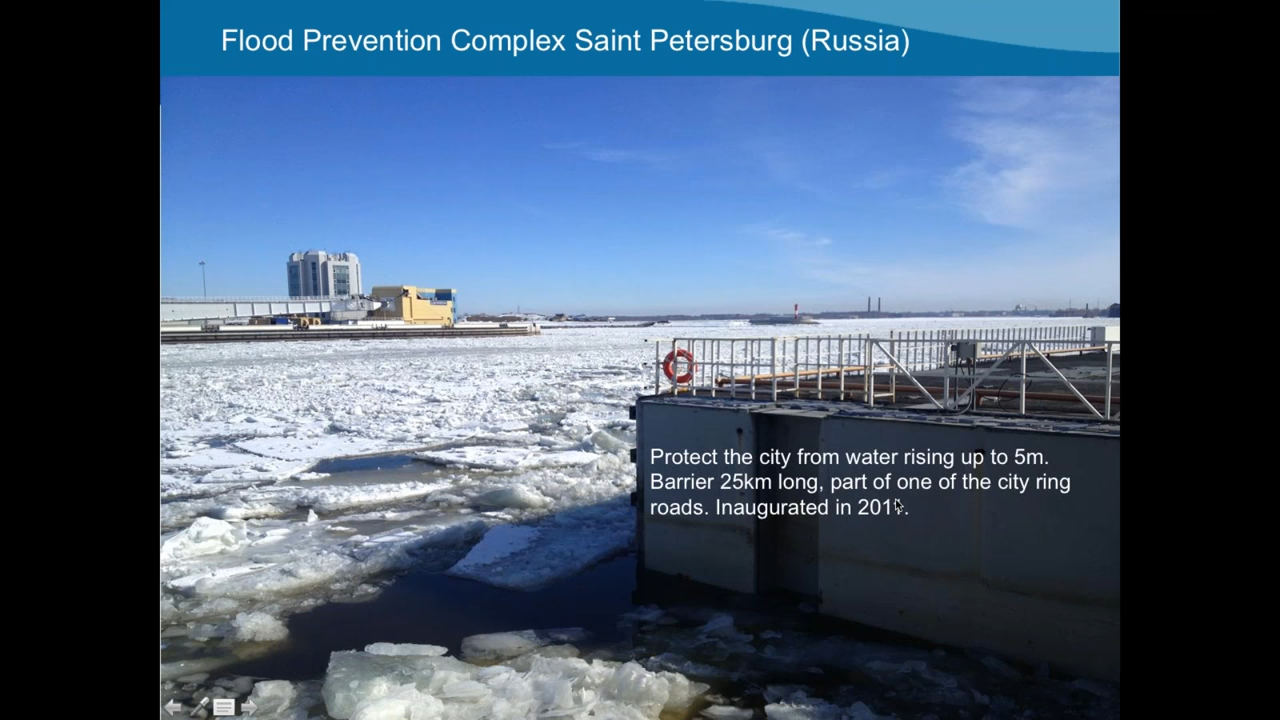 Flood Prevention Complex Saint Petersburg (Russia)
Protect the city from water rising up to 5m.
Barrier 25km long, part of one of the city ring
roads. Inaugurated in